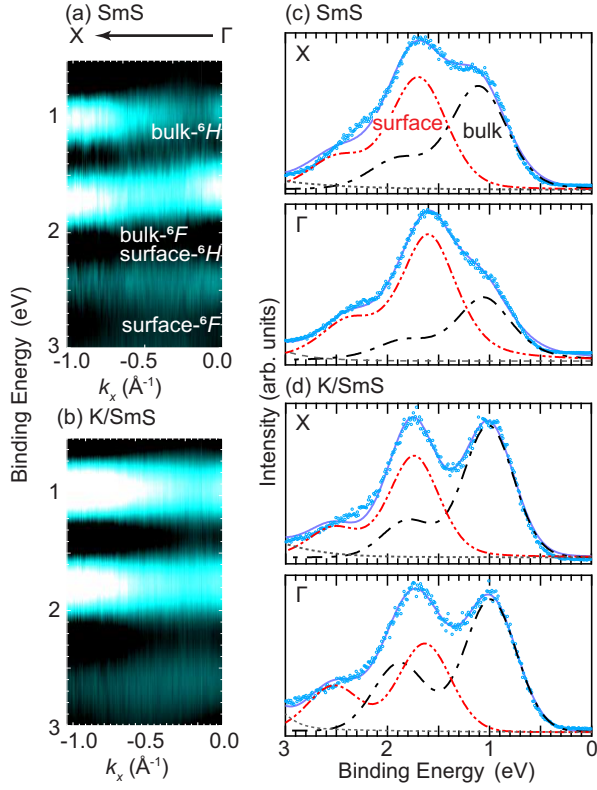 (a) SmS
X Γ
1
2
3
bulk-⁶H
bulk-⁶F
surface-⁶H
surface-⁶F
-1.0 -0.5 0.0
kₓ (Å⁻¹)
Binding Energy (eV)
(b) K/SmS
1
2
3
-1.0 -0.5 0.0
kₓ (Å⁻¹)
(c) SmS
X
surface
bulk
Γ
Intensity (arb. units)
(d) K/SmS
X
Γ
3 2 1 0
Binding Energy (eV)